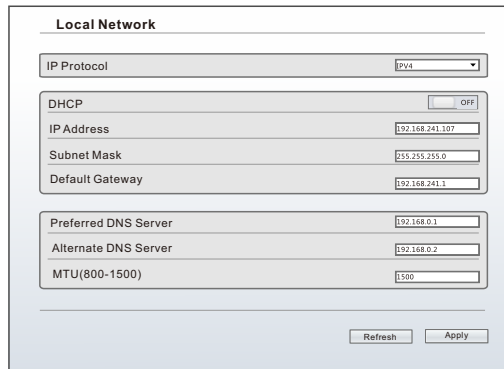 Local Network
IP Protocol IPV4
DHCP OFF
IP Address 192.168.241.107
Subnet Mask 255.255.255.0
Default Gateway 192.168.241.1
Preferred DNS Server 192.168.0.1
Alternate DNS Server 192.168.0.2
MTU(800-1500) 1500
Refresh Apply